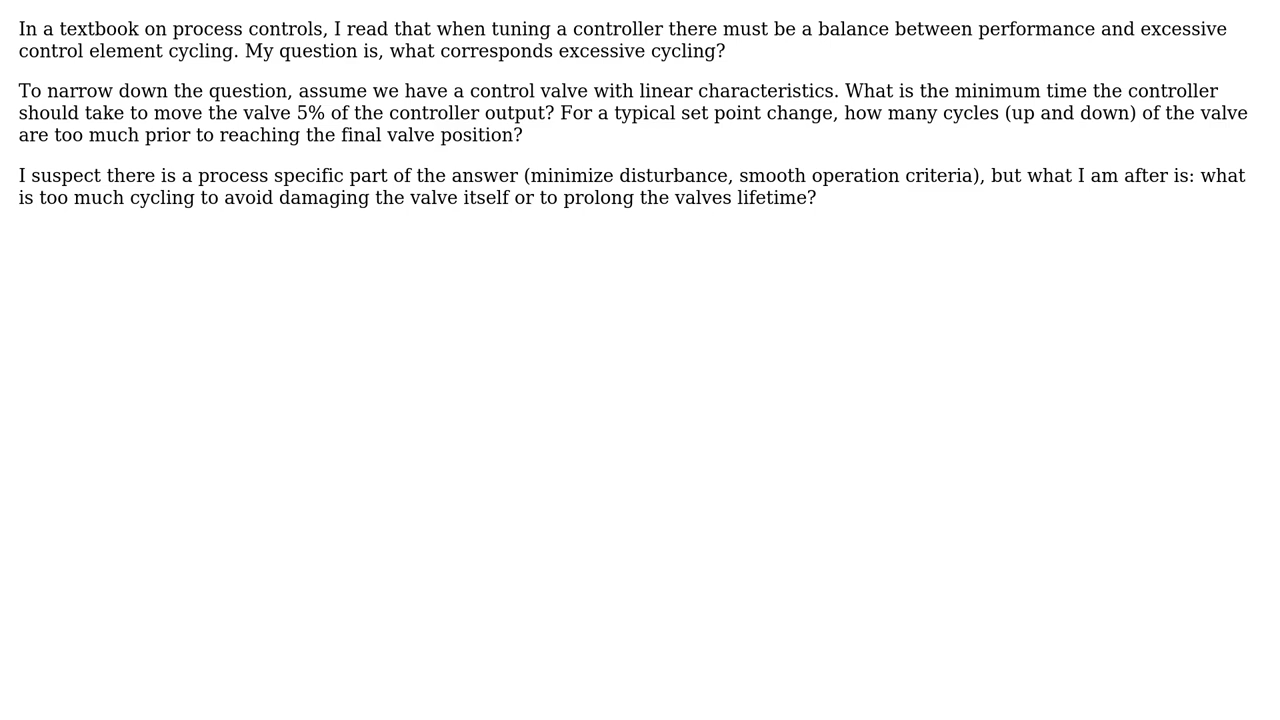 In a textbook on process controls, I read that when tuning a controller there must be a balance between performance and excessive
control element cycling. My question is, what corresponds excessive cycling?
To narrow down the question, assume we have a control valve with linear characteristics. What is the minimum time the controller
should take to move the valve 5% of the controller output? For a typical set point change, how many cycles (up and down) of the valve
are too much prior to reaching the final valve position?
I suspect there is a process specific part of the answer (minimize disturbance, smooth operation criteria), but what I am after is: what
is too much cycling to avoid damaging the valve itself or to prolong the valves lifetime?